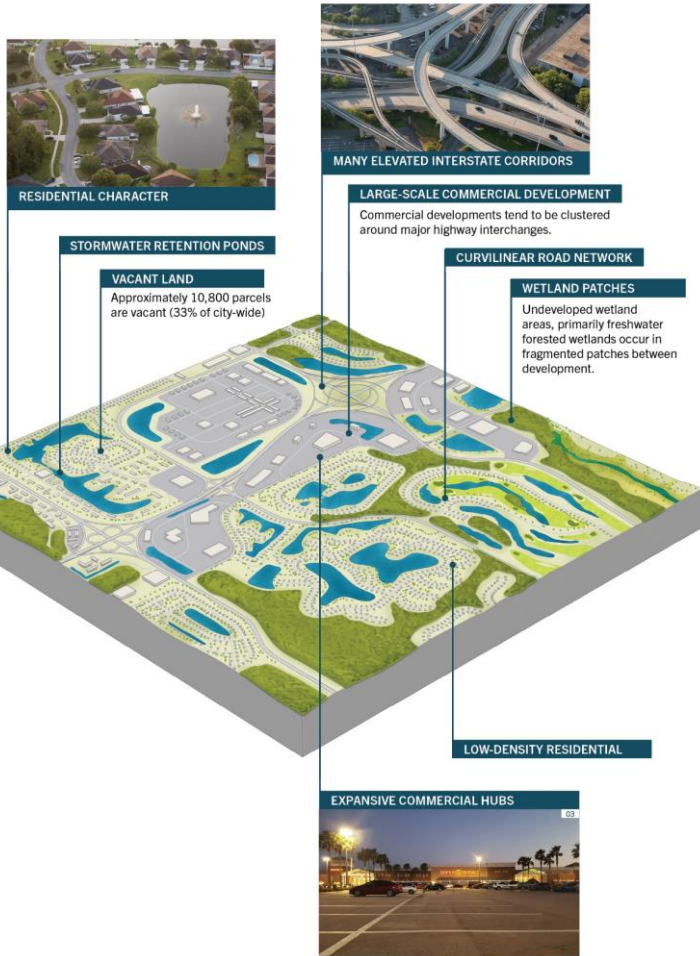 RESIDENTIAL CHARACTER
MANY ELEVATED INTERSTATE CORRIDORS
LARGE-SCALE COMMERCIAL DEVELOPMENT
Commercial developments tend to be clustered
around major highway interchanges.
STORMWATER RETENTION PONDS
CURVILINEAR ROAD NETWORK
VACANT LAND
Approximately 10,800 parcels
are vacant (33% of city-wide)
WETLAND PATCHES
Undeveloped wetland
areas, primarily freshwater
forested wetlands occur in
fragmented patches between
development.
LOW-DENSITY RESIDENTIAL
EXPANSIVE COMMERCIAL HUBS
03